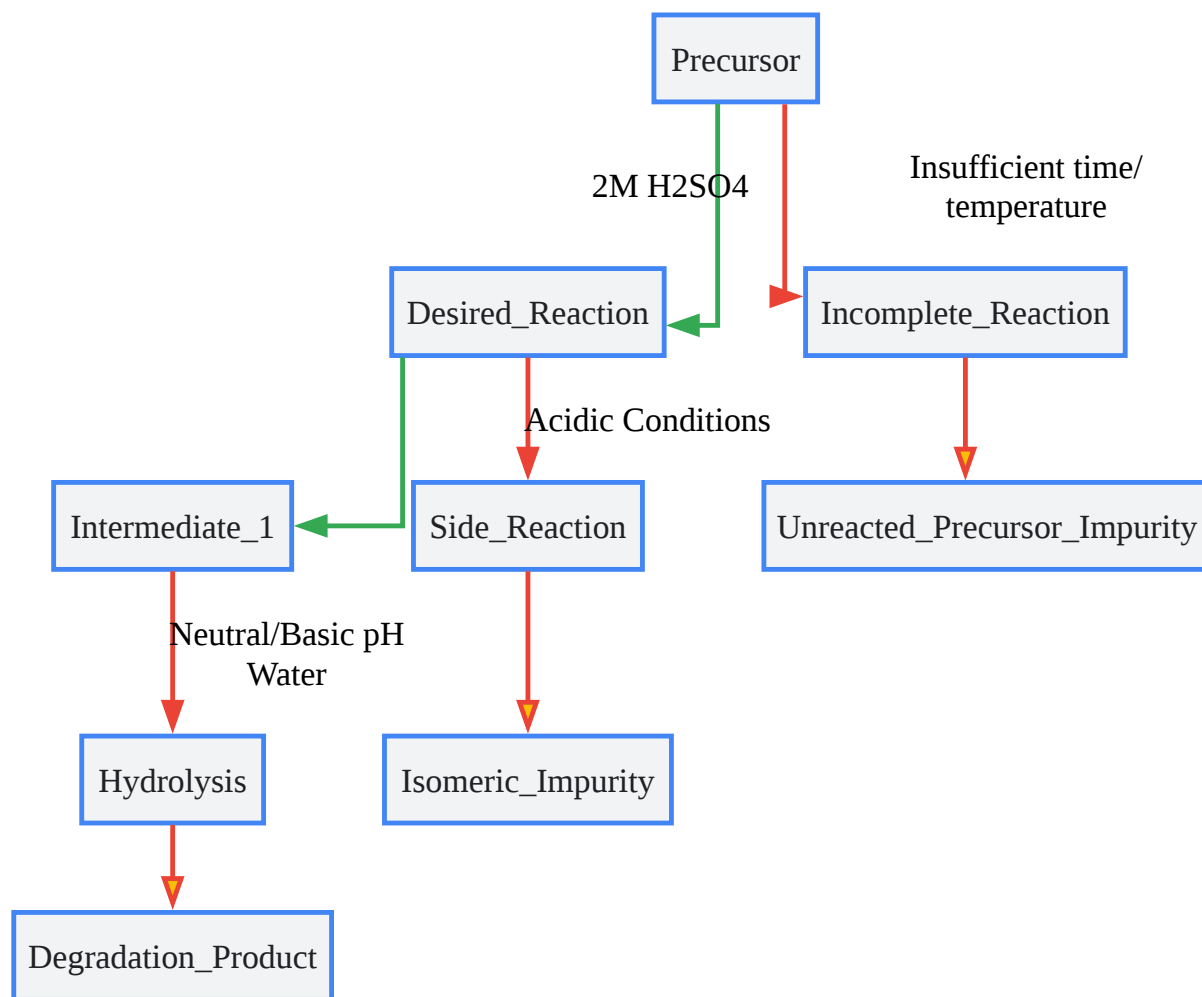 Precursor
2M H2SO4
Insufficient time/
temperature
Desired_Reaction
Incomplete_Reaction
Acidic Conditions
Intermediate_1
Side_Reaction
Unreacted_Precursor_Impurity
Neutral/Basic pH
Water
Hydrolysis
Isomeric_Impurity
Degradation_Product